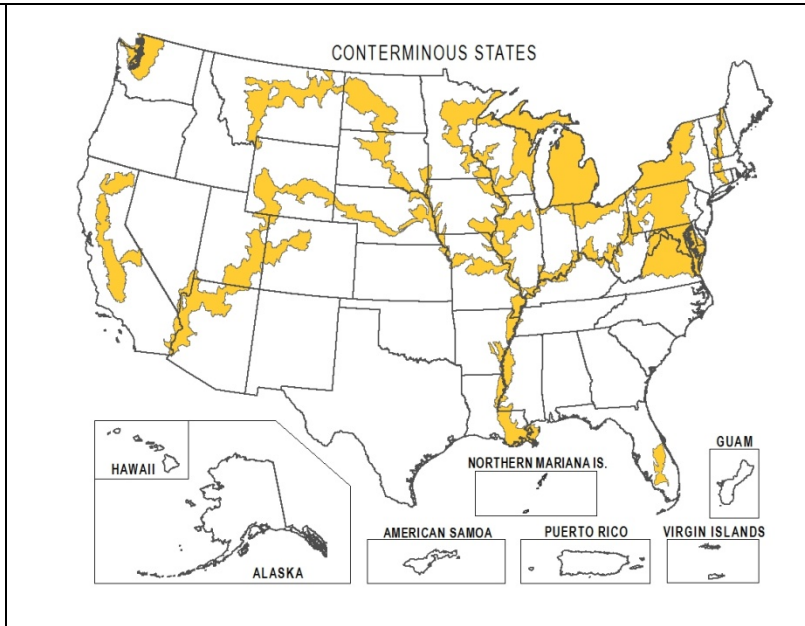 CONTERMINOUS STATES
GUAM
HAWAII
NORTHERN MARIANA IS.
AMERICAN SAMOA
PUERTO RICO
VIRGIN ISLANDS
ALASKA